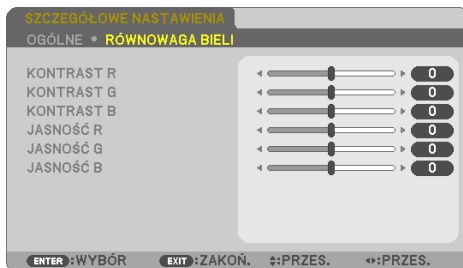 SZCZEGÓŁOWE NASTAWIENIA
OGÓLNE • RÓWNOWAGA BIELI
KONTRAST R 0
KONTRAST G 0
KONTRAST B 0
JASNOŚĆ R 0
JASNOŚĆ G 0
JASNOŚĆ B 0
ENTER :WYBÓR EXIT :ZAKOŃ. :PRZES. :PRZES.